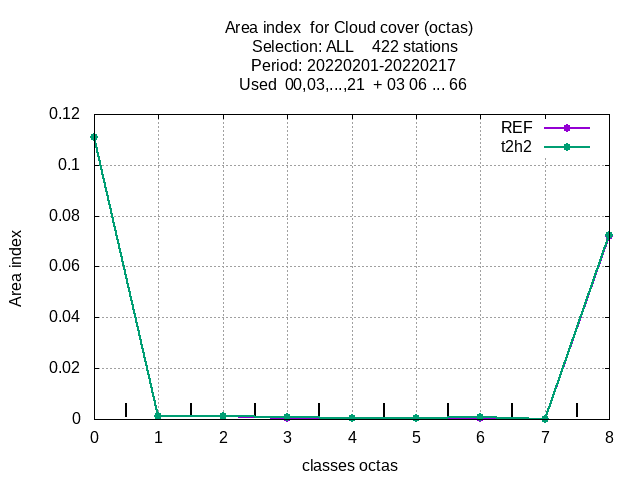 Area index  for Cloud cover (octas)
Selection: ALL    422 stations
Period: 20220201-20220217
Used  00,03,...,21  + 03 06 ... 66
REF
t2h2
Area index
0.12
0.1
0.08
0.06
0.04
0.02
0
0 1 2 3 4 5 6 7 8
classes octas